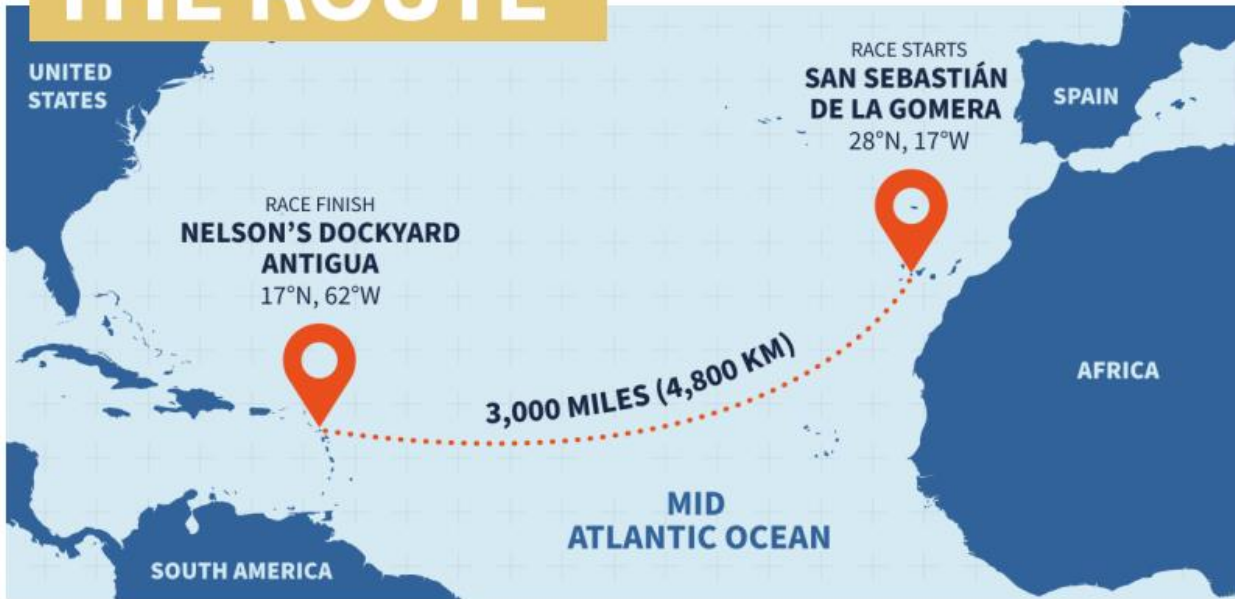 THE ROUTE
UNITED
STATES
RACE STARTS
SAN SEBASTIÁN
DE LA GOMERA
28°N, 17°W
SPAIN
RACE FINISH
NELSON’S DOCKYARD
ANTIGUA
17°N, 62°W
3,000 MILES (4,800 KM)
AFRICA
MID
ATLANTIC OCEAN
SOUTH AMERICA